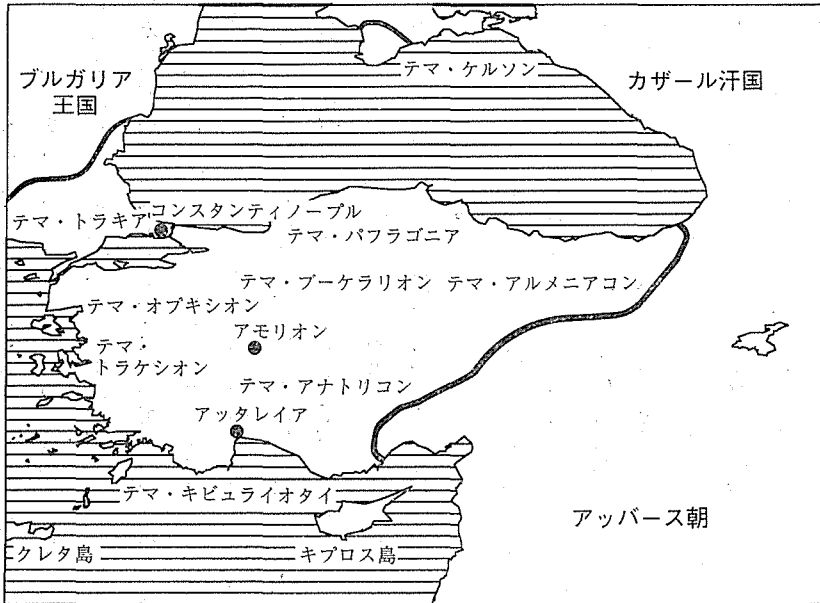 テマ・ケルソン
カザール汗国
ブルガリア
王国
コンスタンティノープル
テマ・トラキア
テマ・パフラゴニア
テマ・ブーケラリオン
テマ・アルメニアコン
テマ・オプキシオン
アモリオン
テマ・
トラケシオン
テマ・アナトリコン
アッタレイア
テマ・キビュライオタイ
アッバース朝
クレタ島
キプロス島